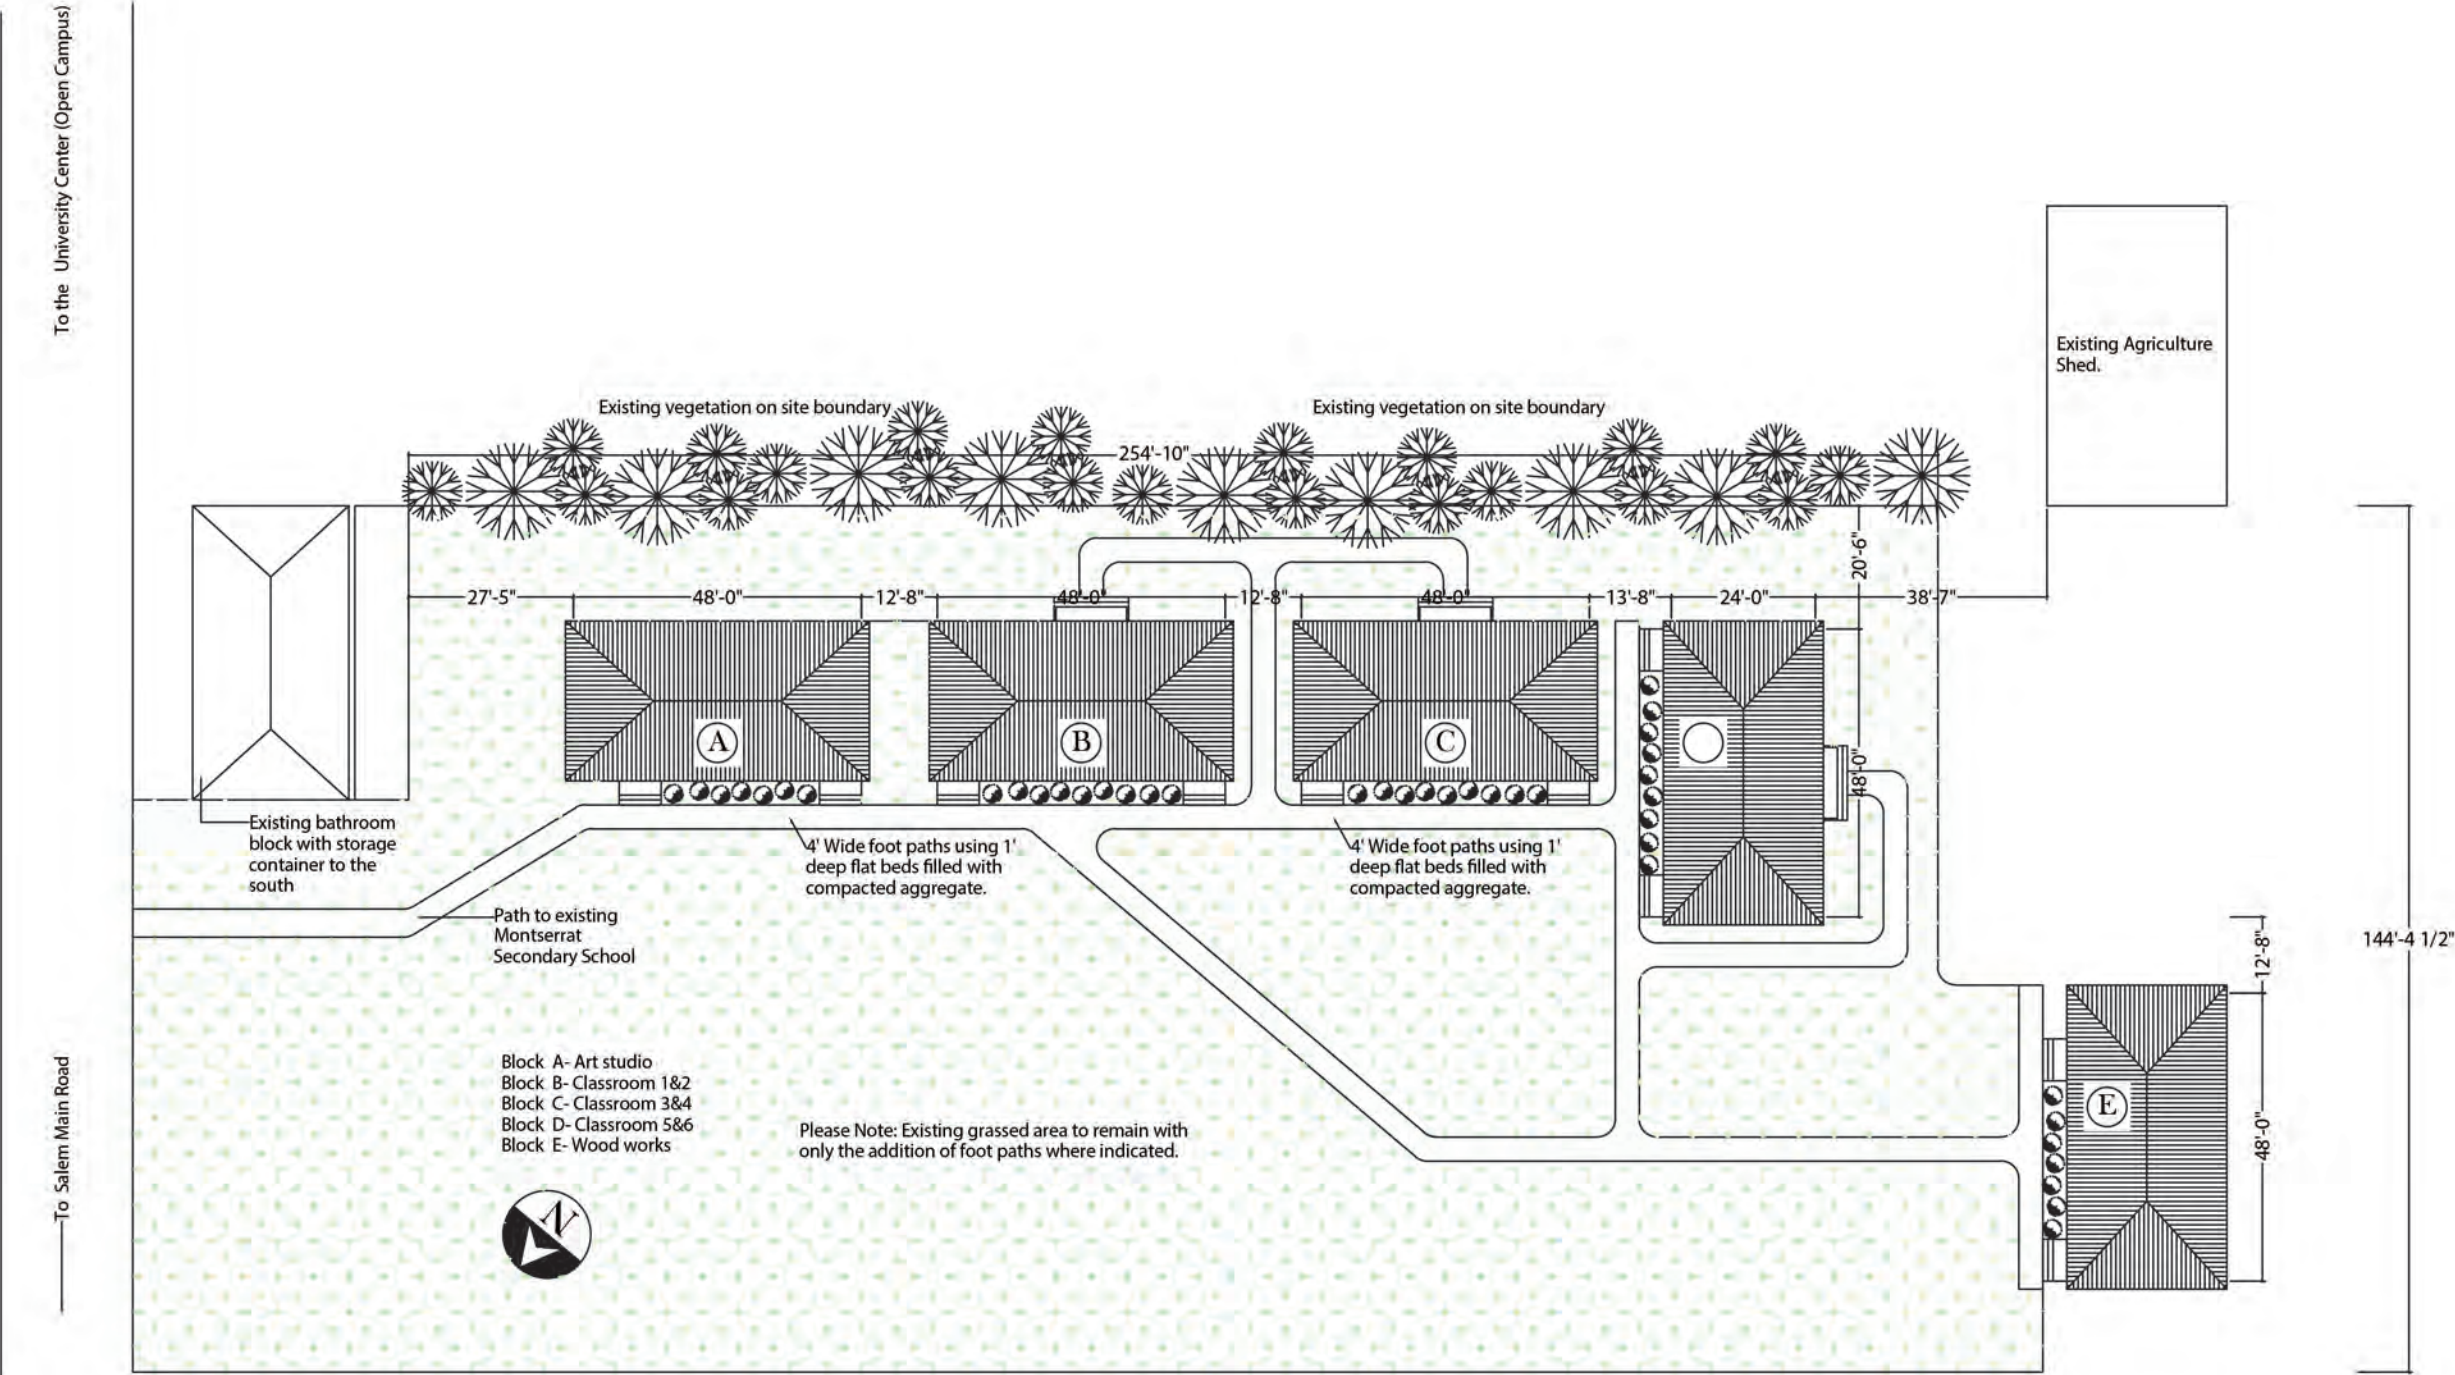 To the University Center (Open Campus)
Existing Agriculture
Shed.
Existing vegetation on site boundary
Existing vegetation on site boundary
254'-10"
20'-6"
27'-5"
48'-0"
12'-8"
48'-0"
12'-8"
48'-0"
13'-8"
24'-0"
38'-7"
A
B
C
48'-0"
Existing bathroom
block with storage
container to the
south
4' Wide foot paths using 1'
deep flat beds filled with
compacted aggregate.
4' Wide foot paths using 1'
deep flat beds filled with
compacted aggregate.
Path to existing
Montserrat
Secondary School
12'-8"
144'-4 1/2"
To Salem Main Road
Block A- Art studio
Block B- Classroom 1&2
Block C- Classroom 3&4
Block D- Classroom 5&6
Block E- Wood works
Please Note: Existing grassed area to remain with
only the addition of foot paths where indicated.
E
48'-0"
N